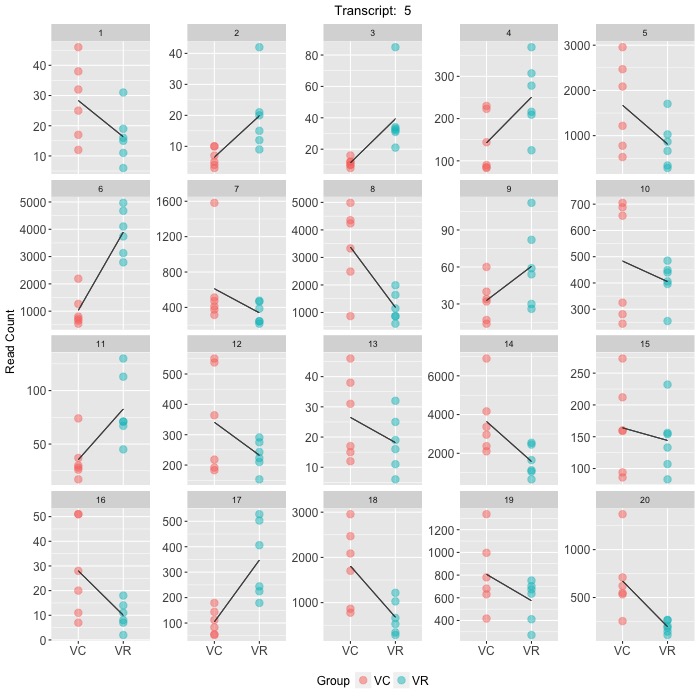 Transcript: 5
1 2 3 4 5
40 30 20 10
40 30 20 10
80 60 40 20
300 200 100
3000 2000 1000
6 7 8 9 10
5000 4000 3000 2000 1000
1600 1200 800 400
5000 4000 3000 2000 1000
90 60 30
700 600 500 400 300
Read Count
11 12 13 14 15
100 50
500 400 300 200
40 30 20 10
6000 4000 2000
250 200 150 100
16 17 18 19 20
50 40 30 20 10 0
500 400 300 200 100
3000 2000 1000
1200 1000 800 600 400
1000 500
VC VR VC VR VC VR VC VR VC VR
Group VC VR